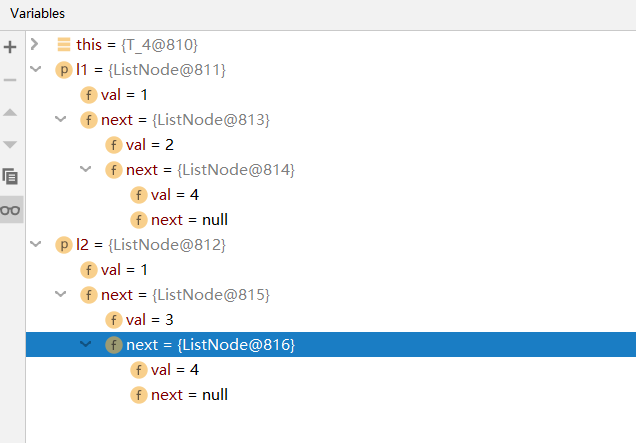 Variables
this = {T_4@810}
p l1 = {ListNode@811}
f val = 1
f next = {ListNode@813}
f val = 2
f next = {ListNode@814}
f val = 4
f next = null
p l2 = {ListNode@812}
f val = 1
f next = {ListNode@815}
f val = 3
f next = {ListNode@816}
f val = 4
f next = null